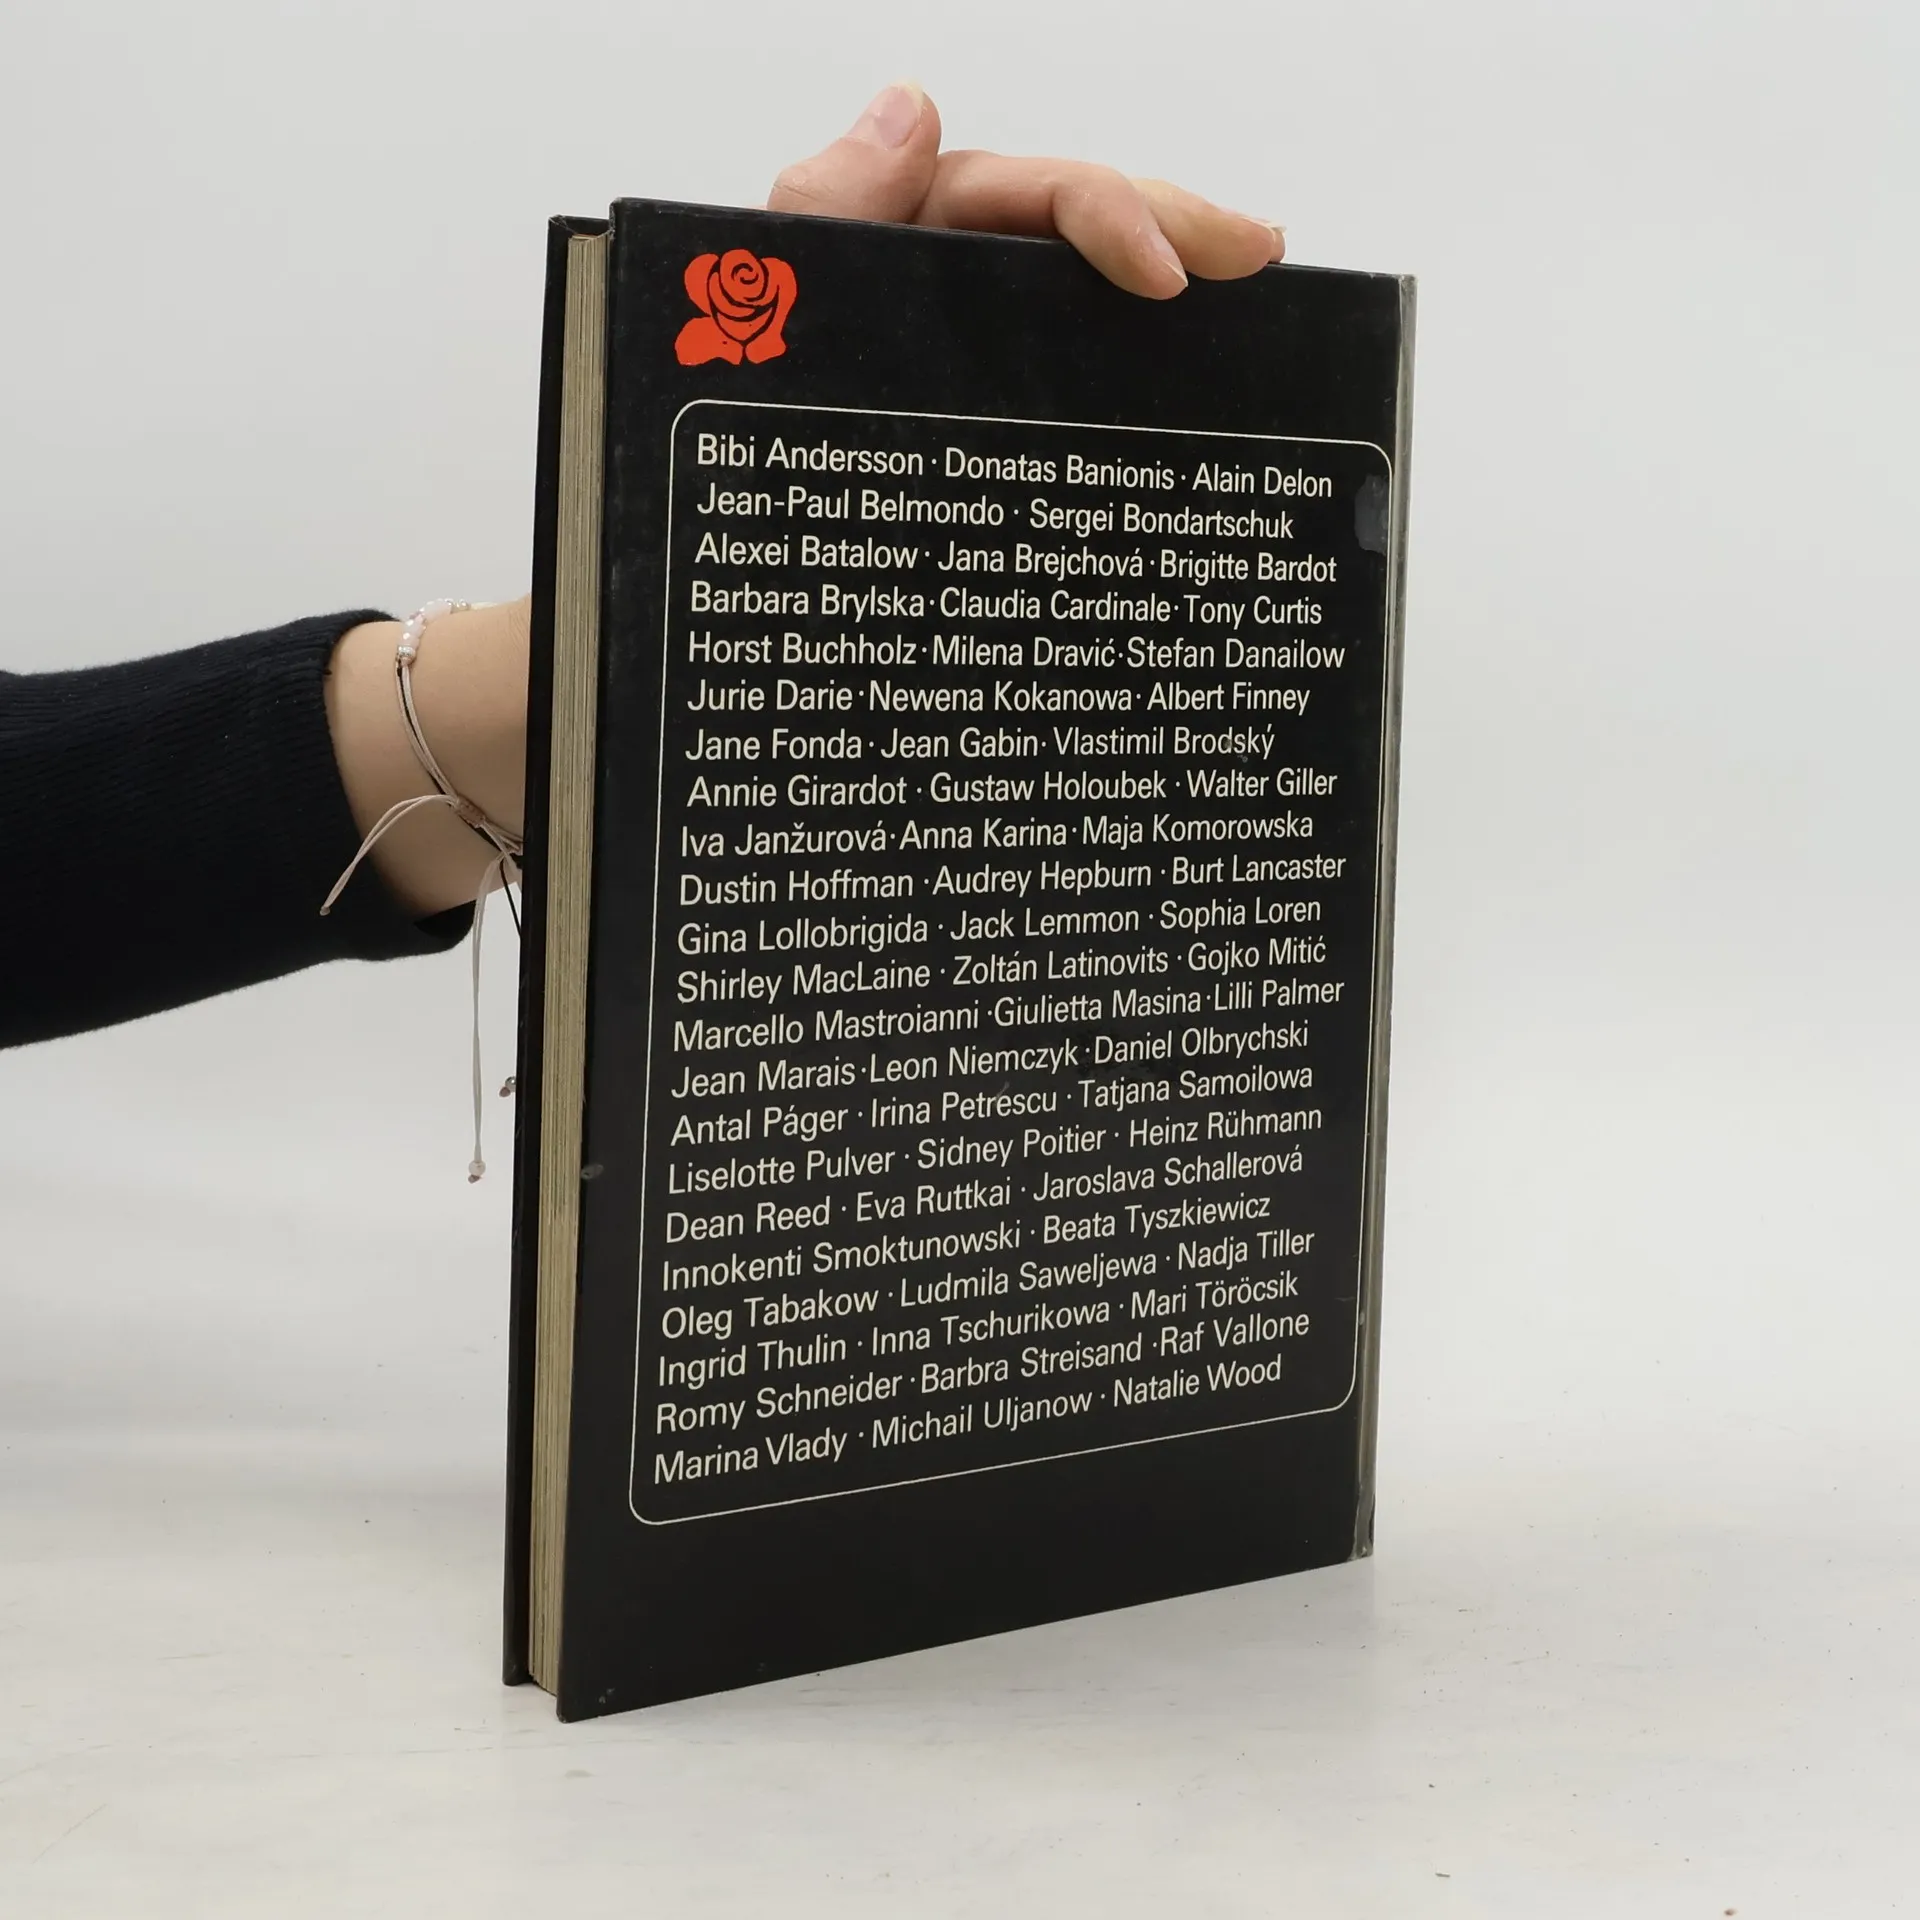 Bibi Andersson · Donatas Banionis · Alain Delon
Jean-Paul Belmondo · Sergei Bondartschuk
Alexei Batalow · Jana Brejchová · Brigitte Bardot
Barbara Brylska · Claudia Cardinale · Tony Curtis
Horst Buchholz · Milena Dravić · Stefan Danailow
Jurie Darie · Newena Kokanowa · Albert Finney
Jane Fonda · Jean Gabin · Vlastimil Brodský
Annie Girardot · Gustaw Holoubek · Walter Giller
Iva Janžurová · Anna Karina · Maja Komorowska
Dustin Hoffman · Audrey Hepburn · Burt Lancaster
Gina Lollobrigida · Jack Lemmon · Sophia Loren
Shirley MacLaine · Zoltán Latinovits · Gojko Mitić
Marcello Mastroianni · Giulietta Masina · Lilli Palmer
Jean Marais · Leon Niemczyk · Daniel Olbrychski
Antal Páger · Irina Petrescu · Tatjana Samoilowa
Liselotte Pulver · Sidney Poitier · Heinz Rühmann
Dean Reed · Eva Ruttkai · Jaroslava Schallerová
Innokenti Smoktunowski · Beata Tyszkiewicz
Oleg Tabakow · Ludmila Saweljewa · Nadja Tiller
Ingrid Thulin · Inna Tschurikowa · Mari Töröcsik
Romy Schneider · Barbra Streisand · Raf Vallone
Marina Vlady · Michail Uljanow · Natalie Wood